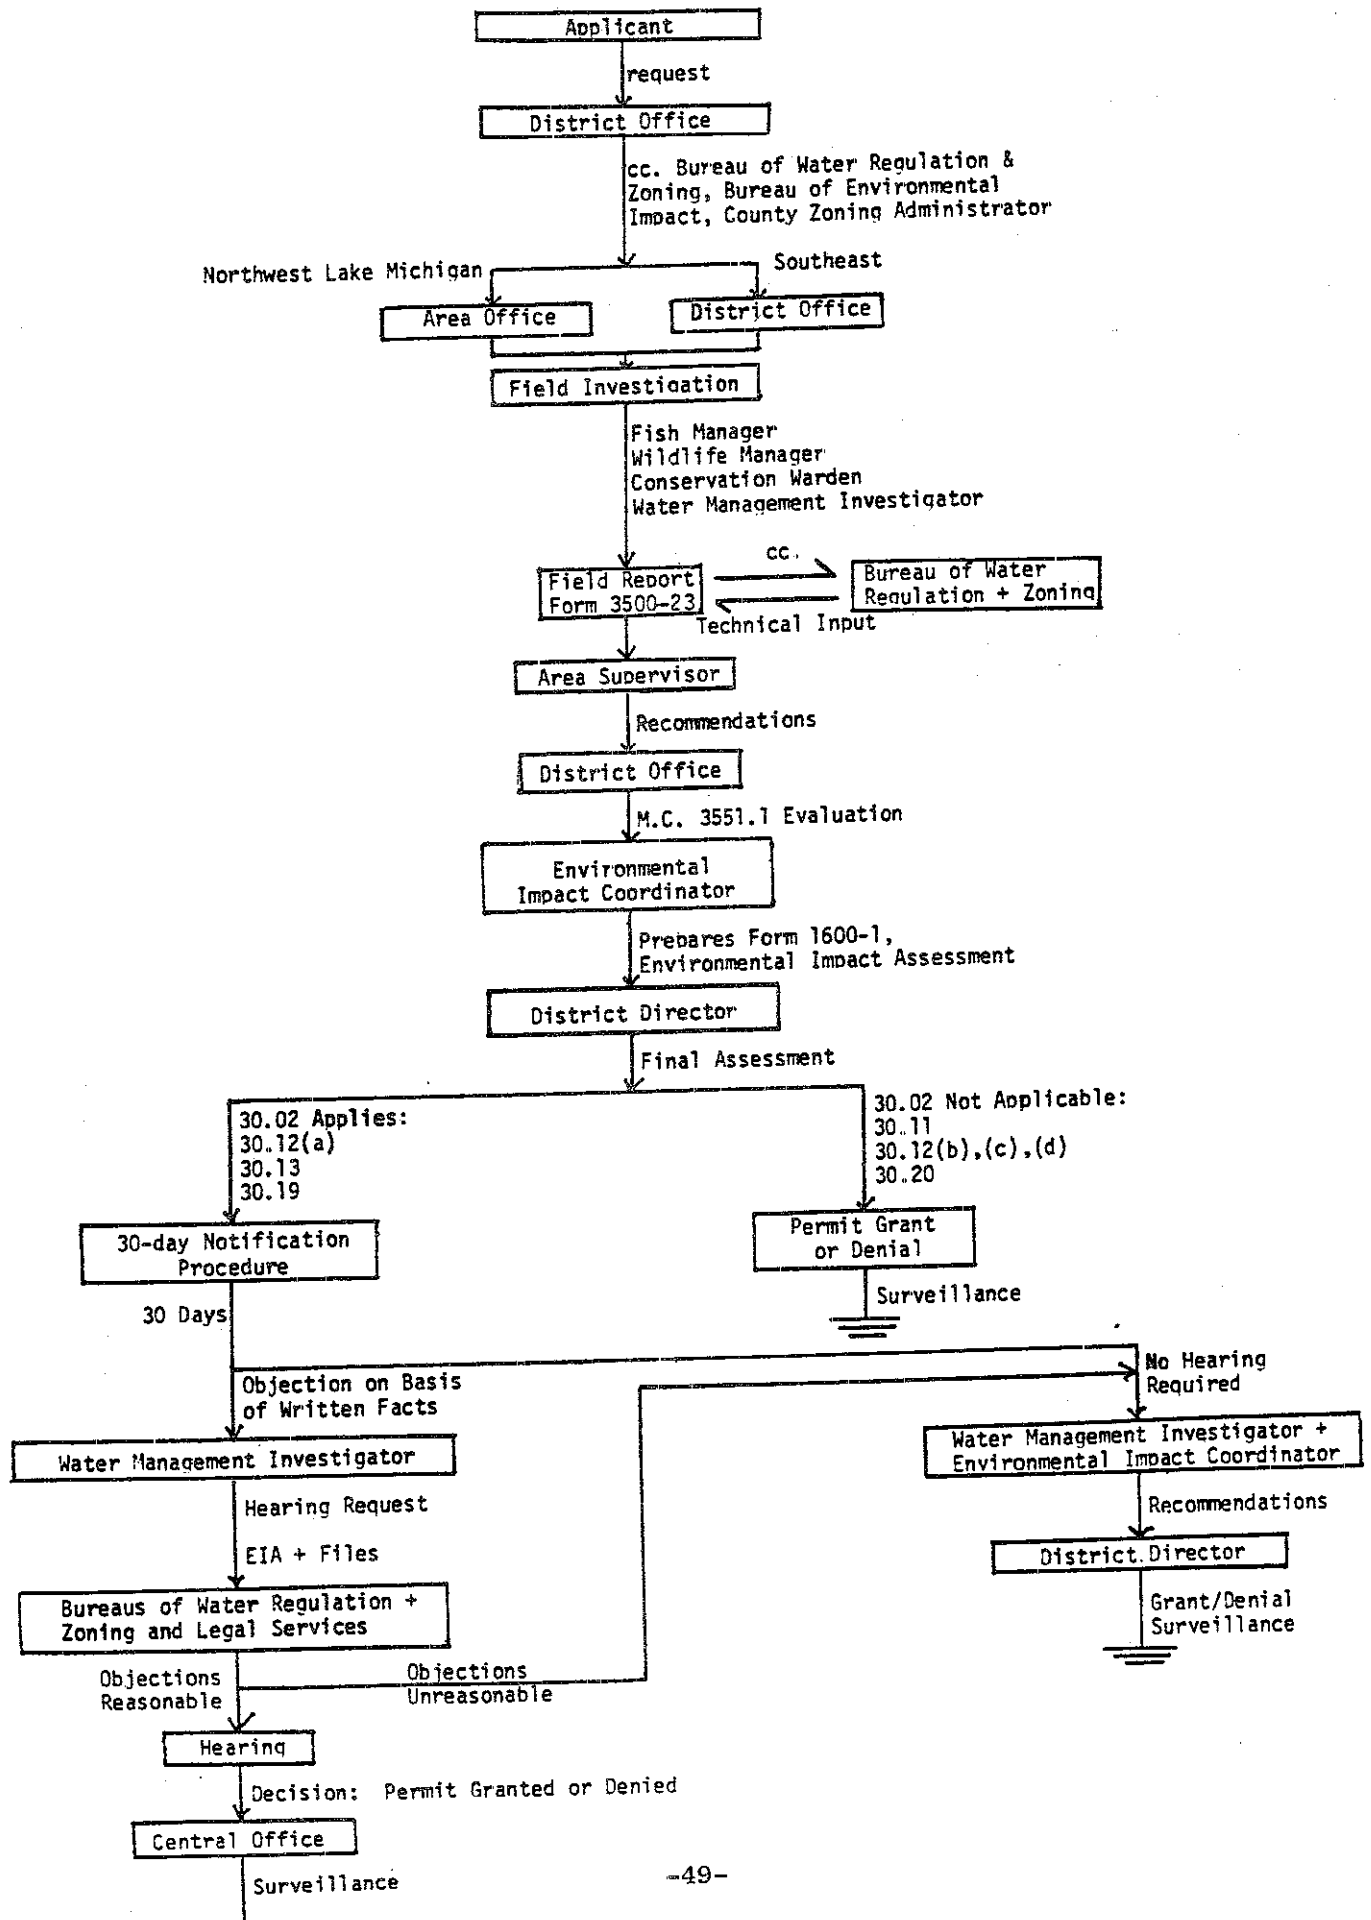 Applicant
request
District Office
cc. Bureau of Water Regulation &
Zoning, Bureau of Environmental
Impact, County Zoning Administrator
Northwest Lake Michigan
Southeast
Area Office
District Office
Field Investigation
Fish Manager
Wildlife Manager
Conservation Warden
Water Management Investigator
cc.
Field Report
Form 3500-23
Bureau of Water
Regulation + Zoning
Technical Input
Area Supervisor
Recommendations
District Office
M.C. 3551.1 Evaluation
Environmental
Impact Coordinator
Prepares Form 1600-1,
Environmental Impact Assessment
District Director
Final Assessment
30.02 Applies:
30.12(a)
30.13
30.19
30.02 Not Applicable:
30.11
30.12(b),(c),(d)
30.20
30-day Notification
Procedure
Permit Grant
or Denial
30 Days
Surveillance
Objection on Basis
of Written Facts
No Hearing
Required
Water Management Investigator
Water Management Investigator +
Environmental Impact Coordinator
Hearing Request
EIA + Files
Recommendations
District Director
Bureaus of Water Regulation +
Zoning and Legal Services
Grant/Denial
Surveillance
Objections
Reasonable
Objections
Unreasonable
Hearing
Decision: Permit Granted or Denied
Central Office
Surveillance
-49-